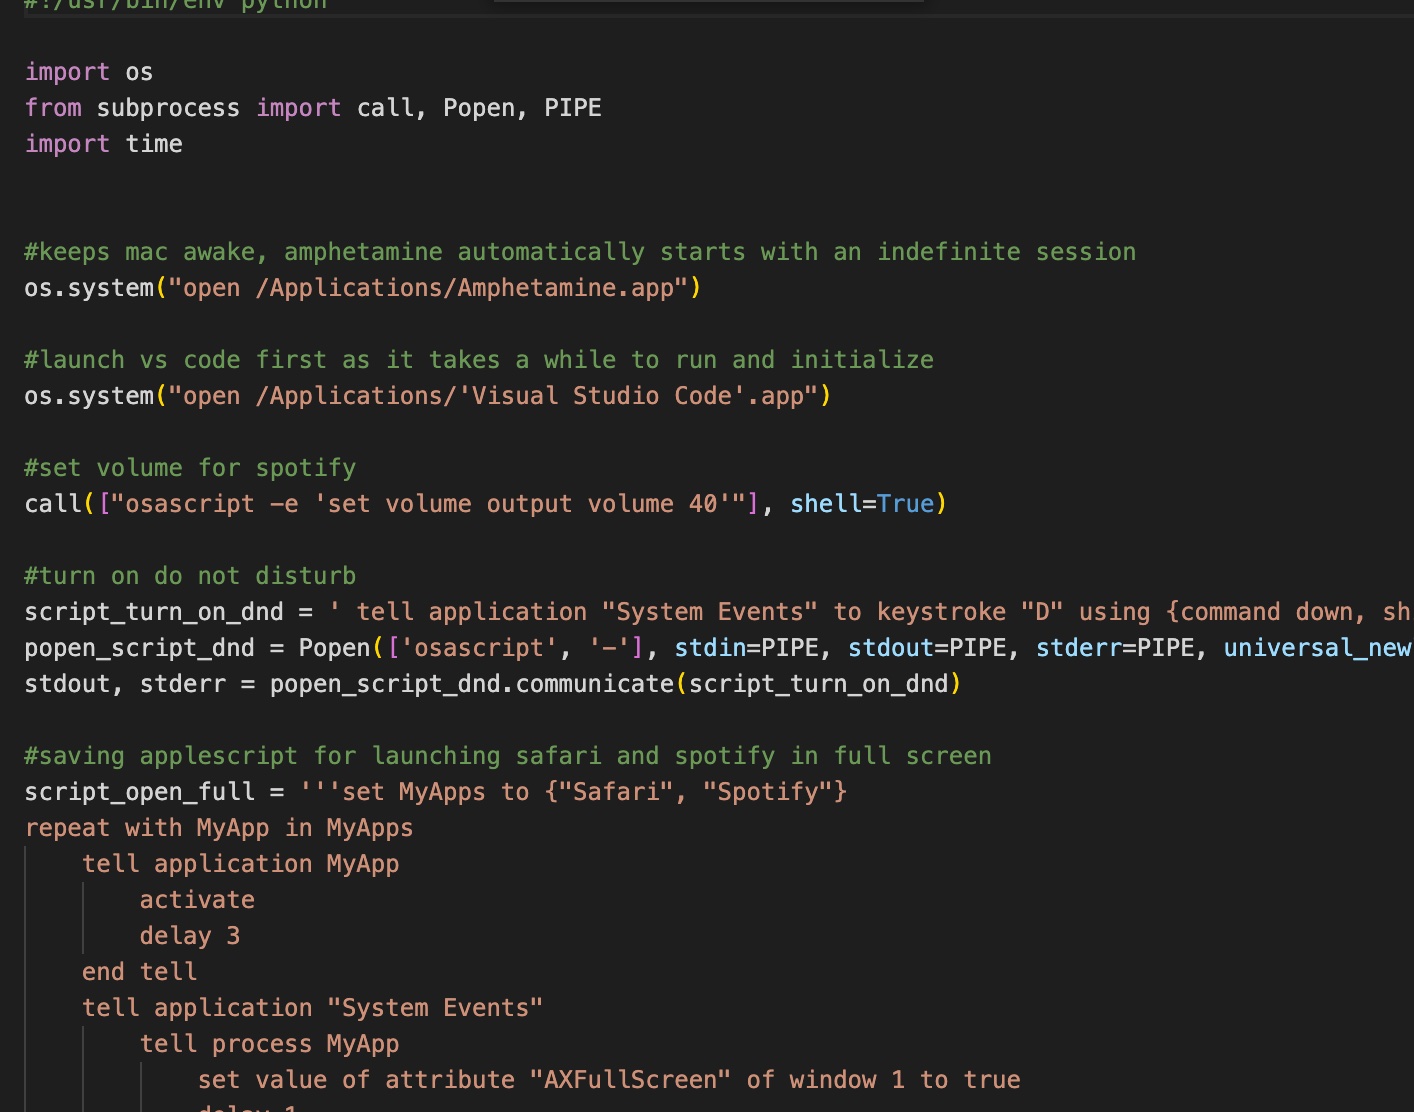 #!/usr/bin/env python
import os
from subprocess import call, Popen, PIPE
import time
#keeps mac awake, amphetamine automatically starts with an indefinite session
os.system("open /Applications/Amphetamine.app")
#launch vs code first as it takes a while to run and initialize
os.system("open /Applications/'Visual Studio Code'.app")
#set volume for spotify
call(["osascript -e 'set volume output volume 40'"], shell=True)
#turn on do not disturb
script_turn_on_dnd = ' tell application "System Events" to keystroke "D" using {command down, sh
popen_script_dnd = Popen(['osascript', '-'], stdin=PIPE, stdout=PIPE, stderr=PIPE, universal_new
stdout, stderr = popen_script_dnd.communicate(script_turn_on_dnd)
#saving applescript for launching safari and spotify in full screen
script_open_full = '''set MyApps to {"Safari", "Spotify"}
repeat with MyApp in MyApps
    tell application MyApp
        activate
        delay 3
    end tell
    tell application "System Events"
        tell process MyApp
            set value of attribute "AXFullScreen" of window 1 to true
            delay 1